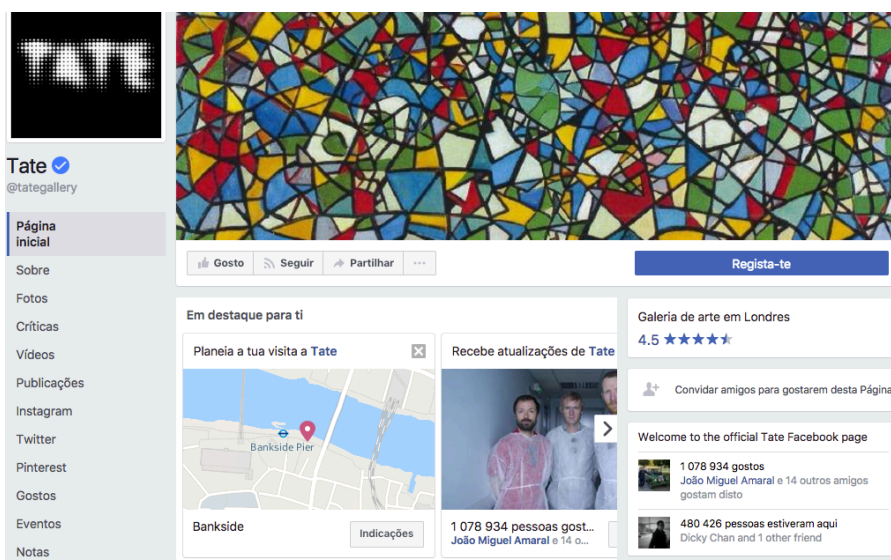 TATE
Tate
@tategallery
Página
inicial
Sobre
Fotos
Críticas
Vídeos
Publicações
Instagram
Twitter
Pinterest
Gostos
Eventos
Notas
Gosto
Seguir
Partilhar
Regista-te
Em destaque para ti
Planeia a tua visita a Tate
Bankside Pier
Bankside
Indicações
Recebe atualizações de Tate
1 078 934 pessoas gost...
João Miguel Amaral e 14 o...
Galeria de arte em Londres
4.5
Convidar amigos para gostarem desta Página
Welcome to the official Tate Facebook page
1 078 934 gostos
João Miguel Amaral e 14 outros amigos
gostam disto
480 426 pessoas estiveram aqui
Dicky Chan and 1 other friend